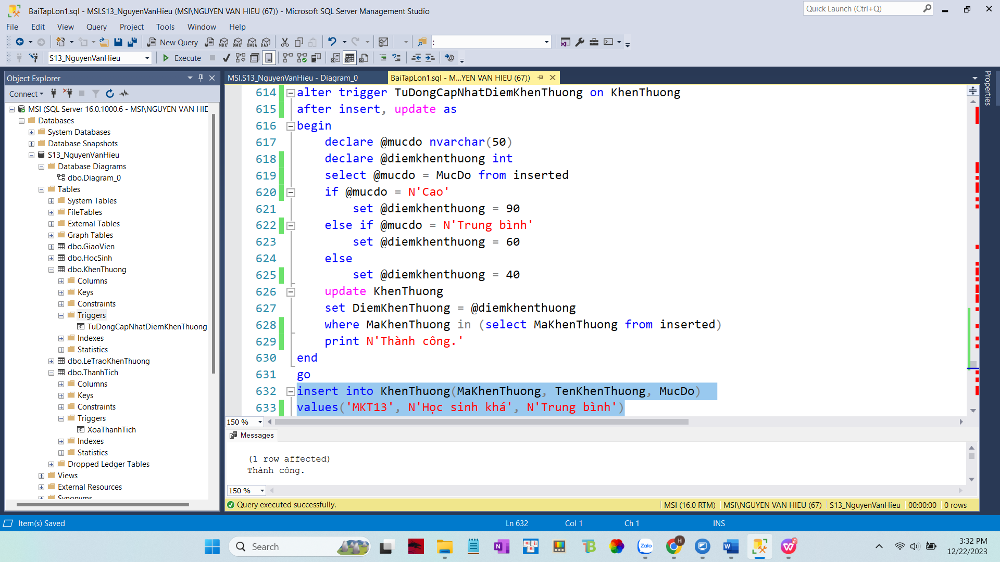 BaiTapLon1.sql - MSI.S13_NguyenVanHieu (MSI\NGUYEN VAN HIEU (67)) - Microsoft SQL Server Management Studio
Quick Launch (Ctrl+Q)
File Edit View Query Project Tools Window Help
New Query
MDX DMX XMLA DAX
:
S13_NguyenVanHieu
Execute
Object Explorer
Connect
MSI (SQL Server 16.0.1000.6 - MSI\NGUYEN VAN HIE
Databases
System Databases
Database Snapshots
S13_NguyenVanHieu
Database Diagrams
dbo.Diagram_0
Tables
System Tables
FileTables
External Tables
Graph Tables
dbo.GiaoVien
dbo.HocSinh
dbo.KhenThuong
Columns
Keys
Constraints
Triggers
TuDongCapNhatDiemKhenThuong
Indexes
Statistics
dbo.LeTraoKhenThuong
dbo.ThanhTich
Columns
Keys
Constraints
Triggers
XoaThanhTich
Indexes
Statistics
Dropped Ledger Tables
Views
External Resources
Synonyms
MSI.S13_NguyenVanHieu - Diagram_0
BaiTapLon1.sql - M...YEN VAN HIEU (67))
Properties
614 alter trigger TuDongCapNhatDiemKhenThuong on KhenThuong
615 after insert, update as
616 begin
617 declare @mucdo nvarchar(50)
618 declare @diemkhenthuong int
619 select @mucdo = MucDo from inserted
620 if @mucdo = N'Cao'
621 set @diemkhenthuong = 90
622 else if @mucdo = N'Trung bình'
623 set @diemkhenthuong = 60
624 else
625 set @diemkhenthuong = 40
626 update KhenThuong
627 set DiemKhenThuong = @diemkhenthuong
628 where MaKhenThuong in (select MaKhenThuong from inserted)
629 print N'Thành công.'
630 end
631 go
632 insert into KhenThuong(MaKhenThuong, TenKhenThuong, MucDo)
633 values('MKT13', N'Học sinh khá', N'Trung bình')
150 %
Messages
(1 row affected)
Thành công.
150 %
Query executed successfully.
MSI (16.0 RTM) MSI\NGUYEN VAN HIEU (67) S13_NguyenVanHieu 00:00:00 0 rows
Item(s) Saved
Ln 632 Col 1 Ch 1 INS
Search
Zalo
3:32 PM
12/22/2023